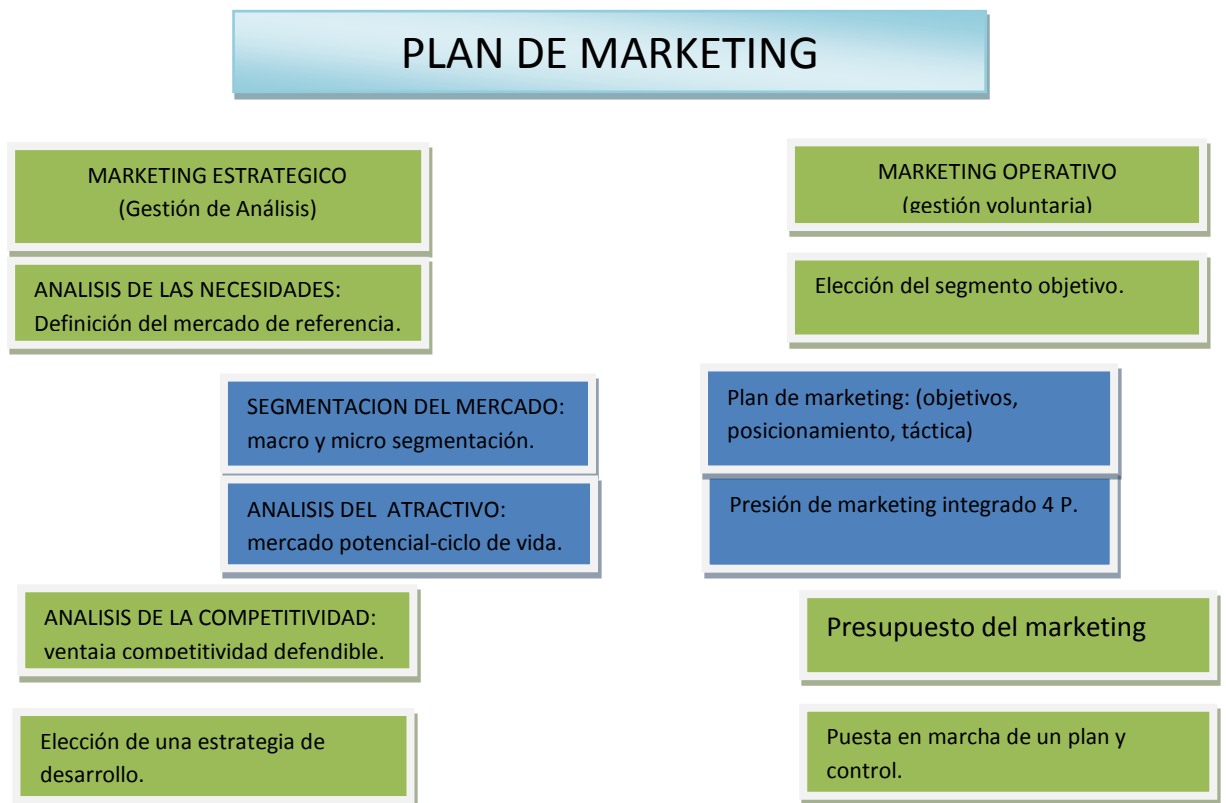 PLAN DE MARKETING
MARKETING ESTRATEGICO
(Gestión de Análisis)
ANALISIS DE LAS NECESIDADES:
Definición del mercado de referencia.
SEGMENTACION DEL MERCADO:
macro y micro segmentación.
ANALISIS DEL ATRACTIVO:
mercado potencial-ciclo de vida.
ANALISIS DE LA COMPETITIVIDAD:
ventaja competitividad defendible.
Elección de una estrategia de
desarrollo.
MARKETING OPERATIVO
(gestión voluntaria)
Elección del segmento objetivo.
Plan de marketing: (objetivos,
posicionamiento, táctica)
Presión de marketing integrado 4 P.
Presupuesto del marketing
Puesta en marcha de un plan y
control.